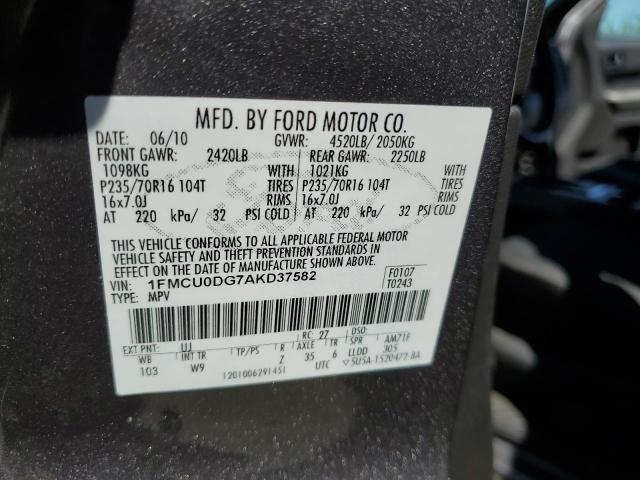 MFD. BY FORD MOTOR CO.
DATE: 06/10 GVWR: 4520LB/ 2050KG
FRONT GAWR: 2420LB REAR GAWR: 2250LB
1098KG WITH 1021KG WITH
P235/70R16 104T TIRES P235/70R16 104T TIRES
16x7.0J RIMS 16x7.0J RIMS
AT 220 kPa/ 32 PSI COLD AT 220 kPa/ 32 PSI COLD
THIS VEHICLE CONFORMS TO ALL APPLICABLE FEDERAL MOTOR
VEHICLE SAFETY AND THEFT PREVENTION STANDARDS IN
EFFECT ON THE DATE OF MANUFACTURE SHOWN ABOVE.
VIN: 1FMCU0DG7AKD37582 F0107
TYPE: MPV T0243
EXT PNT: UJ RC: 27 DSO:
WB INT TR TP/PS R AXLE TR SPR AM71F
103 W9 Z 35 6 LLDD 305
1201006291451 UTC